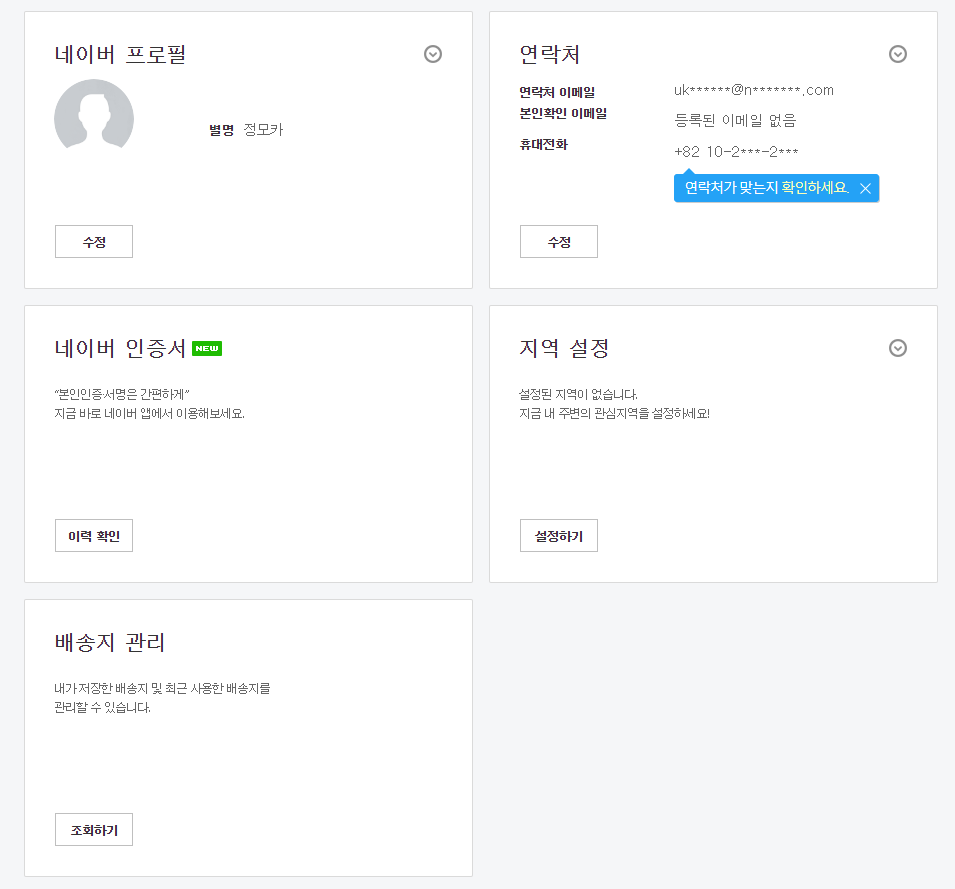 네이버 프로필
별명 정모카
수정
연락처
연락처 이메일 uk******@n*******.com
본인확인 이메일 등록된 이메일 없음
휴대전화 +82 10-2***-2***
연락처가 맞는지 확인하세요.
수정
네이버 인증서 NEW
“본인인증·서명은 간편하게”
지금 바로 네이버 앱에서 이용해보세요.
이력 확인
지역 설정
설정된 지역이 없습니다.
지금 내 주변의 관심지역을 설정하세요!
설정하기
배송지 관리
내가 저장한 배송지 및 최근 사용한 배송지를
관리할 수 있습니다.
조회하기